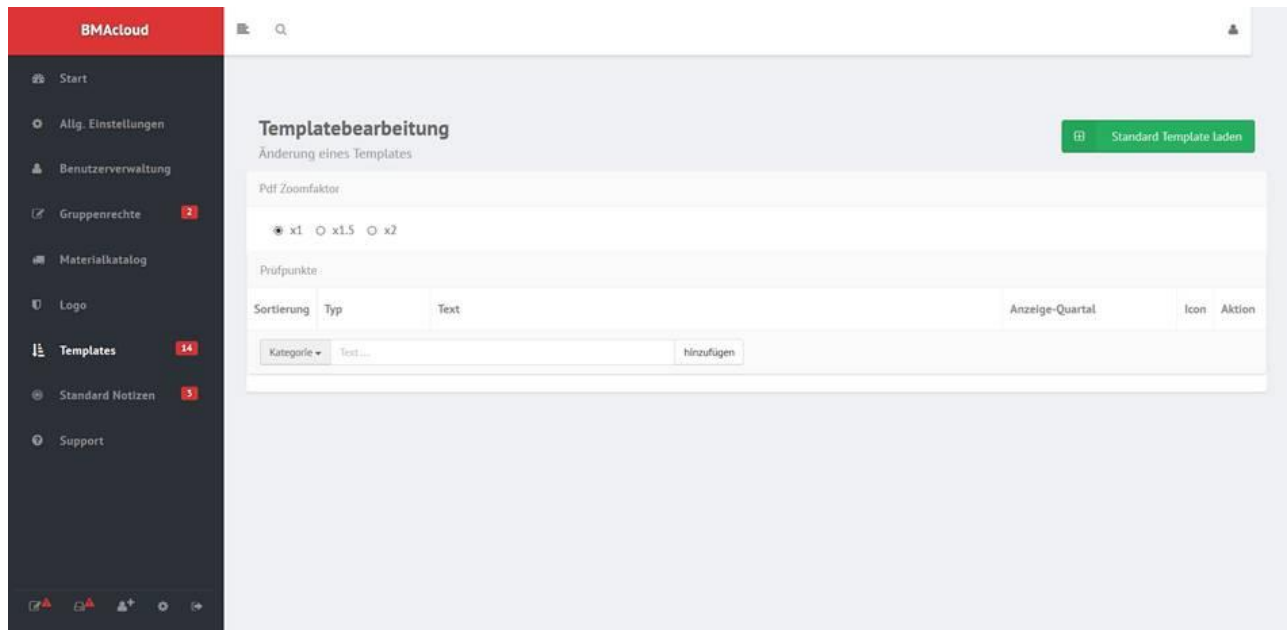 BMAcloud
Start
Allg. Einstellungen
Benutzerverwaltung
Gruppenrechte 2
Materialkatalog
Logo
Templates 14
Standard Notizen 3
Support
Templatebearbeitung
Änderung eines Templates
Standard Template laden
Pdf Zoomfaktor
x1 x1.5 x2
Prüfpunkte
Sortierung Typ Text Anzeige-Quartal Icon Aktion
Kategorie Text... hinzufügen